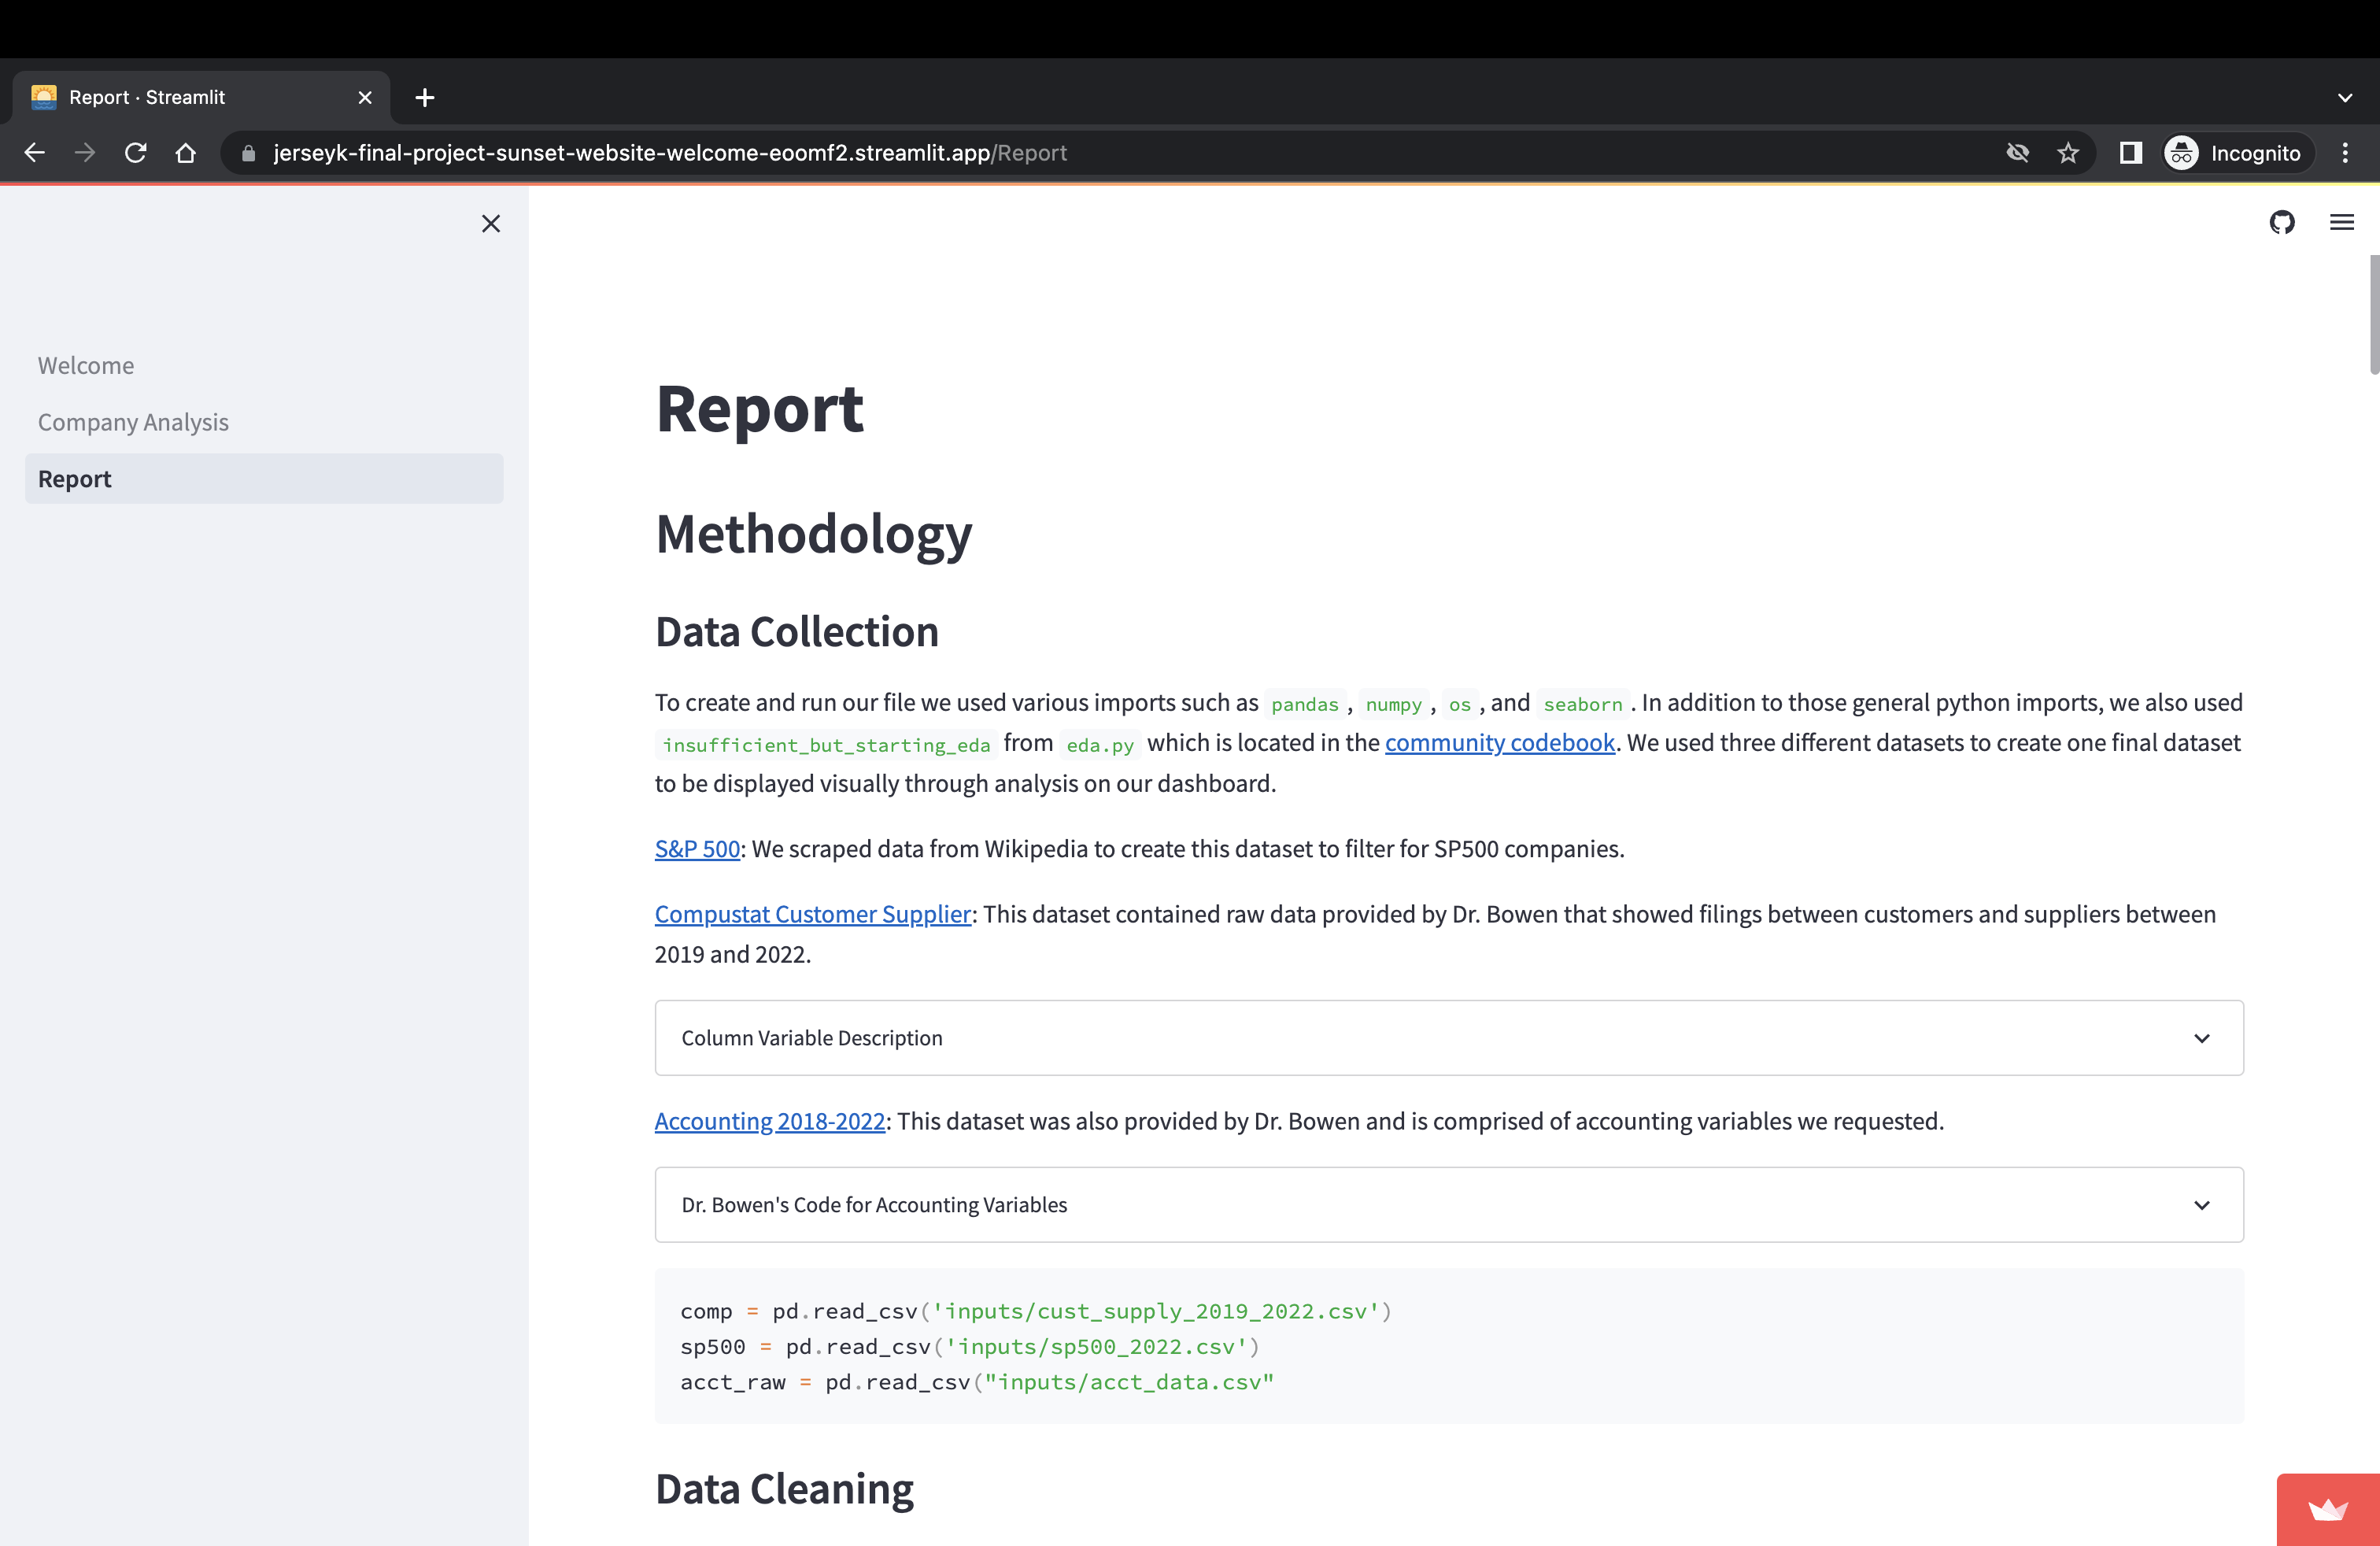 Report · Streamlit
jerseyk-final-project-sunset-website-welcome-eoomf2.streamlit.app/Report
Incognito
Welcome
Company Analysis
Report
Report
Methodology
Data Collection
To create and run our file we used various imports such as pandas , numpy , os , and seaborn . In addition to those general python imports, we also used
insufficient_but_starting_eda from eda.py which is located in the community codebook. We used three different datasets to create one final dataset
to be displayed visually through analysis on our dashboard.
S&P 500: We scraped data from Wikipedia to create this dataset to filter for SP500 companies.
Compustat Customer Supplier: This dataset contained raw data provided by Dr. Bowen that showed filings between customers and suppliers between
2019 and 2022.
Column Variable Description
Accounting 2018-2022: This dataset was also provided by Dr. Bowen and is comprised of accounting variables we requested.
Dr. Bowen's Code for Accounting Variables
comp = pd.read_csv('inputs/cust_supply_2019_2022.csv')
sp500 = pd.read_csv('inputs/sp500_2022.csv')
acct_raw = pd.read_csv("inputs/acct_data.csv"
Data Cleaning